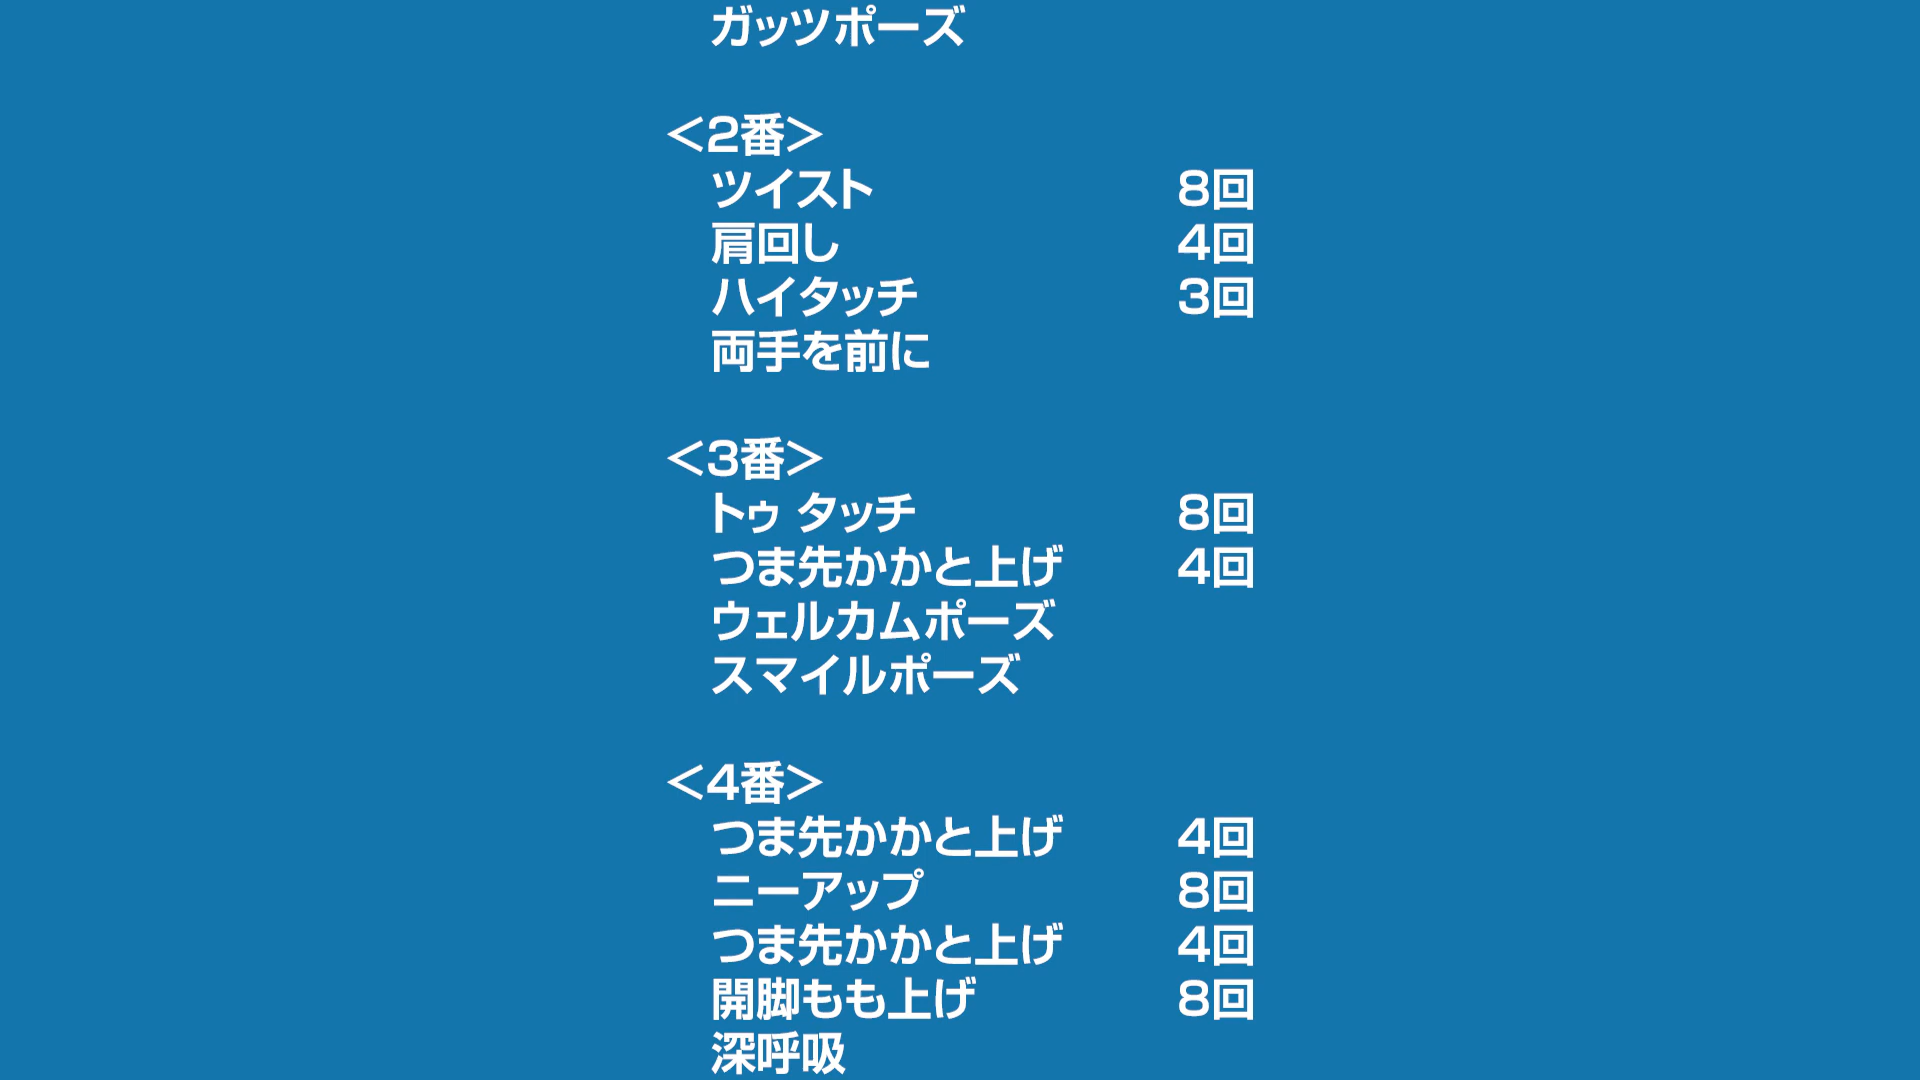 ガッツポーズ
＜2番＞
ツイスト 8回
肩回し 4回
ハイタッチ 3回
両手を前に
＜3番＞
トゥ タッチ 8回
つま先かかと上げ 4回
ウェルカムポーズ
スマイルポーズ
＜4番＞
つま先かかと上げ 4回
ニーアップ 8回
つま先かかと上げ 4回
開脚もも上げ 8回
深呼吸